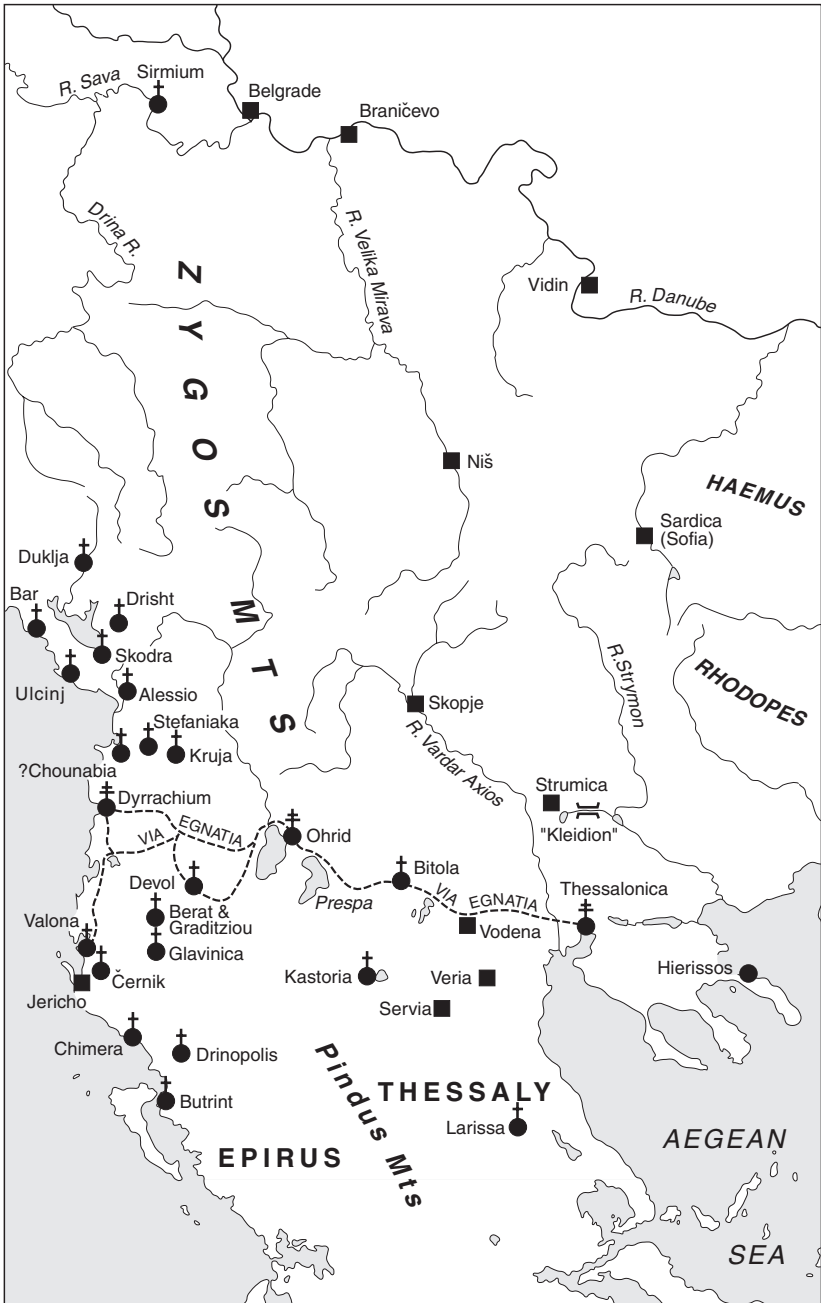 R. Sava
Sirmium
Belgrade
Braničevo
Drina R.
R. Velika Mirava
Vidin
R. Danube
ZYGOS MTS
Niš
HAEMUS
Sardica
(Sofia)
Duklja
Bar
Drisht
Skodra
Ulcinj
Alessio
R.Strymon
RHODOPES
Skopje
Stefaniaka
Kruja
?Chounabia
R. Vardar Axios
Dyrrachium
Strumica
"Kleidion"
VIA EGNATIA
Ohrid
Devol
Prespa
Bitola
VIA EGNATIA
Thessalonica
Berat &
Graditziou
Valona
Vodena
Glavinica
Černik
Kastoria
Veria
Hierissos
Jericho
Servia
Chimera
Drinopolis
Pindus Mts
THESSALY
Butrint
Larissa
EPIRUS
AEGEAN
SEA